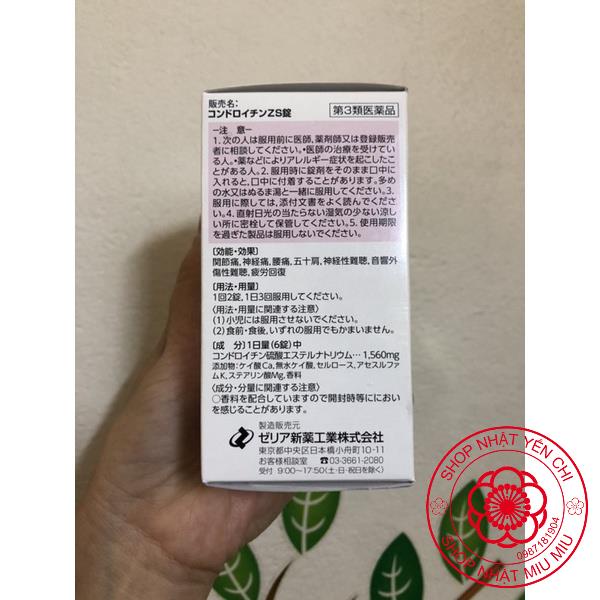 販売名:
コンドロイチンZS錠
第3類医薬品
ー注 意ー
1. 次の人は服用前に医師、薬剤師又は登録販売
者に相談してください。•医師の治療を受けてい
る人。•薬などによりアレルギー症状を起こしたこ
とがある人。2. 服用時に錠剤をそのまま口中に
入れると、口中に付着することがあります。多め
の水又はぬるま湯と一緒に服用してください。3.
服用に際しては、添付文書をよく読んでくださ
い。4. 直射日光の当たらない湿気の少ない涼し
い所に密栓して保管してください。5. 使用期限
を過ぎた製品は服用しないでください。
〔効能・効果〕
関節痛、神経痛、腰痛、五十肩、神経性難聴、音響外
傷性難聴、疲労回復
〔用法・用量〕
1回2錠、1日3回服用してください。
〈用法・用量に関連する注意〉
(1) 小児には服用させないでください。
(2) 食前・食後、いずれの服用でもかまいません。
〔成 分〕1日量(6錠)中
コンドロイチン硫酸エステルナトリウム… 1,560mg
添加物:ケイ酸Ca、無水ケイ酸、セルロース、アセスルファ
ムK、ステアリン酸Mg、香料
〈成分・分量に関連する注意〉
○香料を配合していますので開封時等ににおい
を感じることがあります。
製造販売元
ゼリア新薬工業株式会社
東京都中央区日本橋小舟町10-11
お客様相談室 ☎03-3661-2080
受付 9:00〜17:50(土・日・祝日を除く)
SHOP NHẬT YÊN CHI
0987181904
SHOP NHẬT MIU MIU